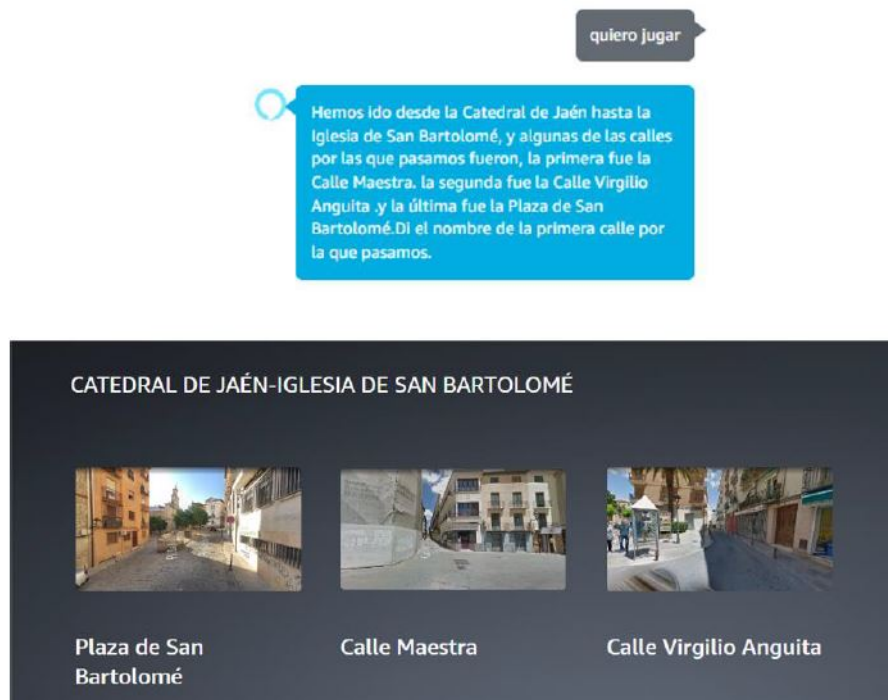 quiero jugar
Hemos ido desde la Catedral de Jaén hasta la
Iglesia de San Bartolomé, y algunas de las calles
por las que pasamos fueron, la primera fue la
Calle Maestra. la segunda fue la Calle Virgilio
Anguita .y la última fue la Plaza de San
Bartolomé.Di el nombre de la primera calle por
la que pasamos.
CATEDRAL DE JAÉN-IGLESIA DE SAN BARTOLOMÉ
Plaza de San
Bartolomé
Calle Maestra
Calle Virgilio Anguita